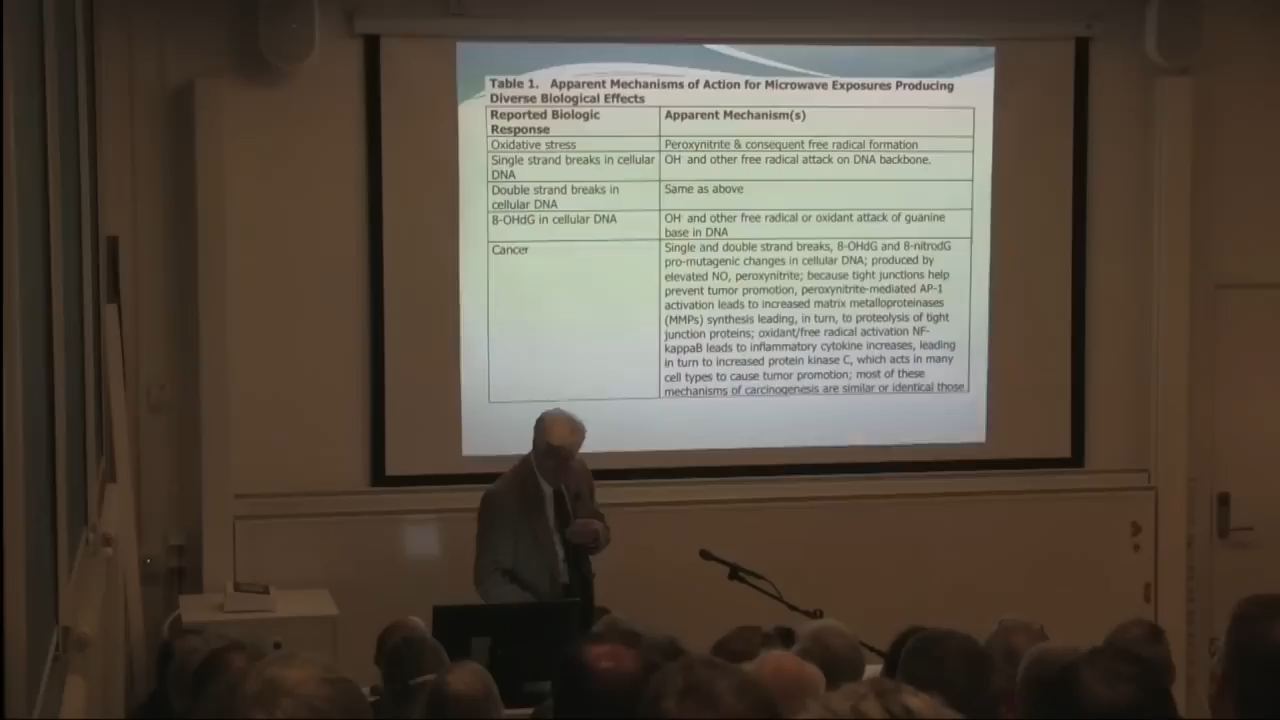 Table 1. Apparent Mechanisms of Action for Microwave Exposures Producing
Diverse Biological Effects
Reported Biologic
Response
Apparent Mechanism(s)
Oxidative stress
Peroxynitrite & consequent free radical formation
Single strand breaks in cellular
DNA
OH and other free radical attack on DNA backbone.
Double strand breaks in
cellular DNA
Same as above
8-OHdG in cellular DNA
OH and other free radical or oxidant attack of guanine
base in DNA
Cancer
Single and double strand breaks, 8-OHdG and 8-nitrodG
pro-mutagenic changes in cellular DNA; produced by
elevated NO, peroxynitrite; because tight junctions help
prevent tumor promotion, peroxynitrite-mediated AP-1
activation leads to increased matrix metalloproteinases
(MMPs) synthesis leading, in turn, to proteolysis of tight
junction proteins; oxidant/free radical activation NF-
kappaB leads to inflammatory cytokine increases, leading
in turn to increased protein kinase C, which acts in many
cell types to cause tumor promotion; most of these
mechanisms of carcinogenesis are similar or identical those